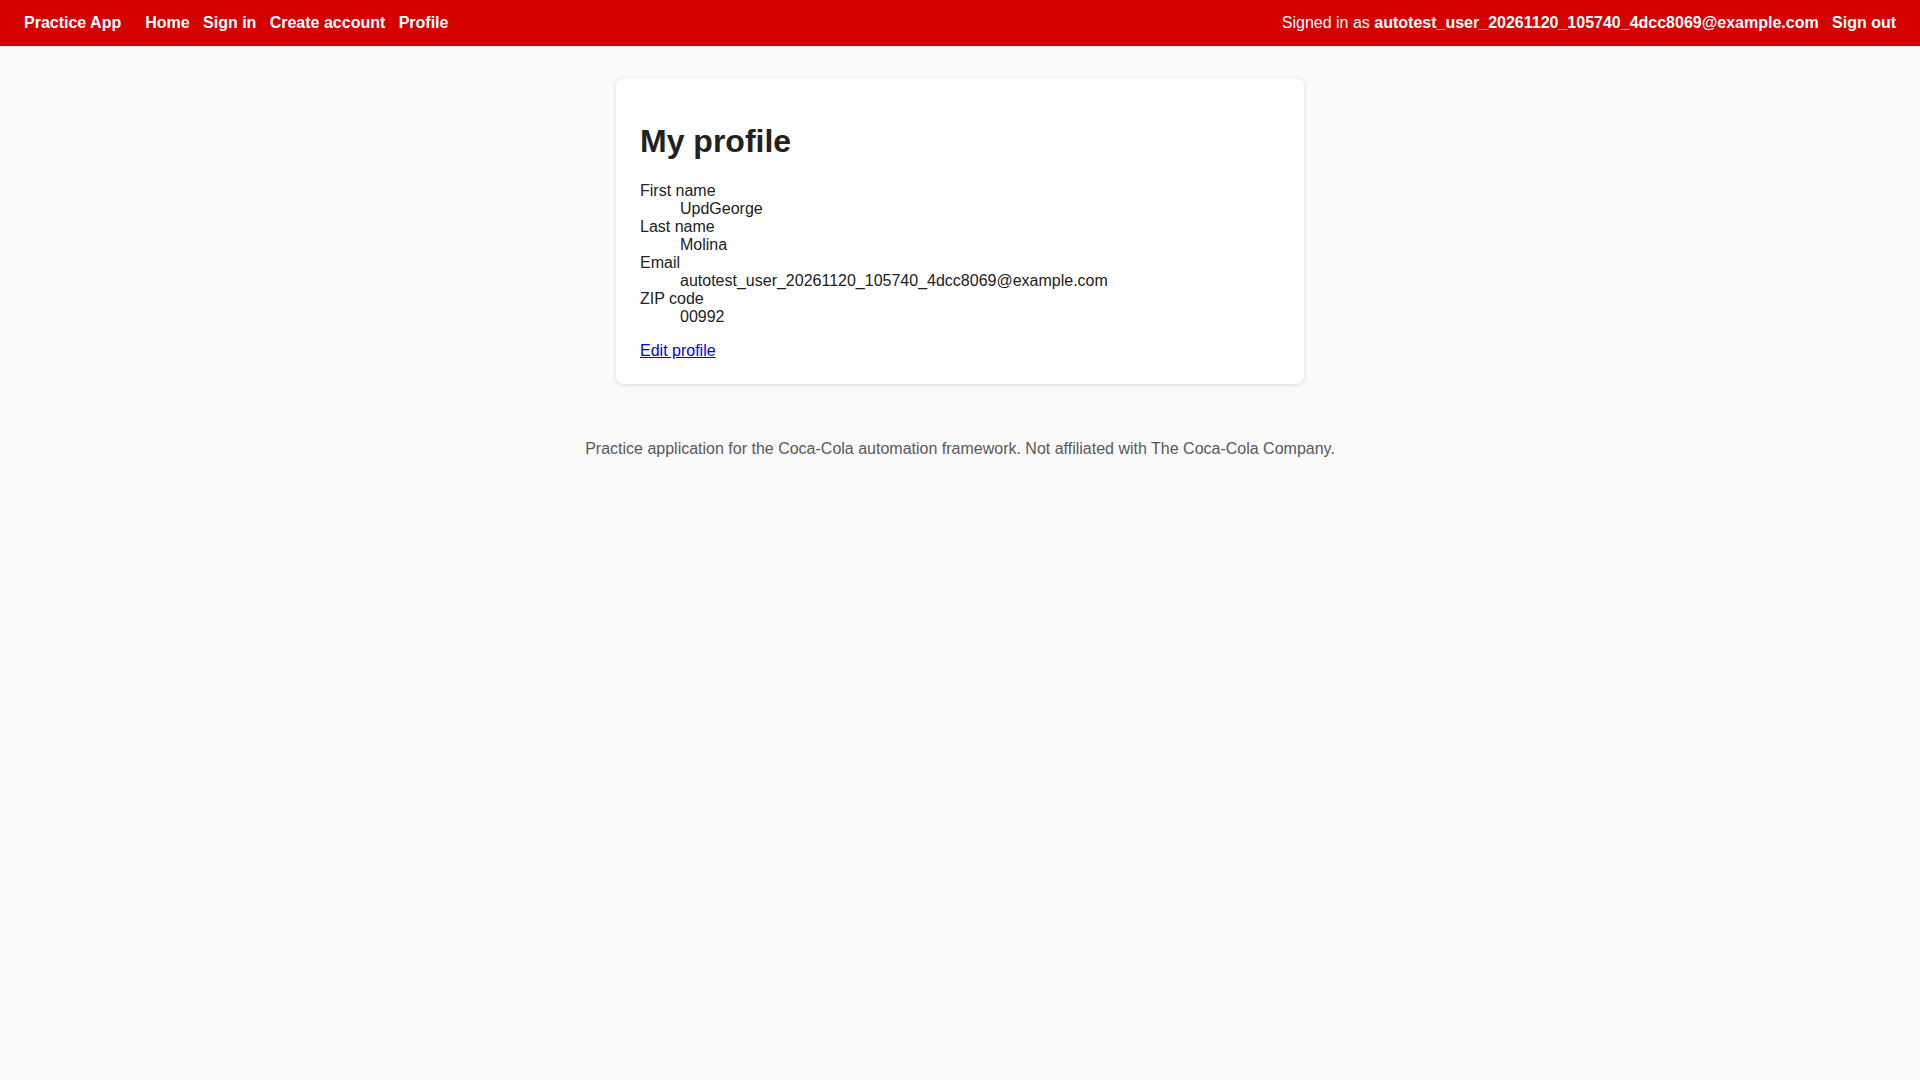 Practice App Home Sign in Create account Profile Signed in as autotest_user_20261120_105740_4dcc8069@example.com Sign out
My profile
First name
UpdGeorge
Last name
Molina
Email
autotest_user_20261120_105740_4dcc8069@example.com
ZIP code
00992
Edit profile
Practice application for the Coca-Cola automation framework. Not affiliated with The Coca-Cola Company.